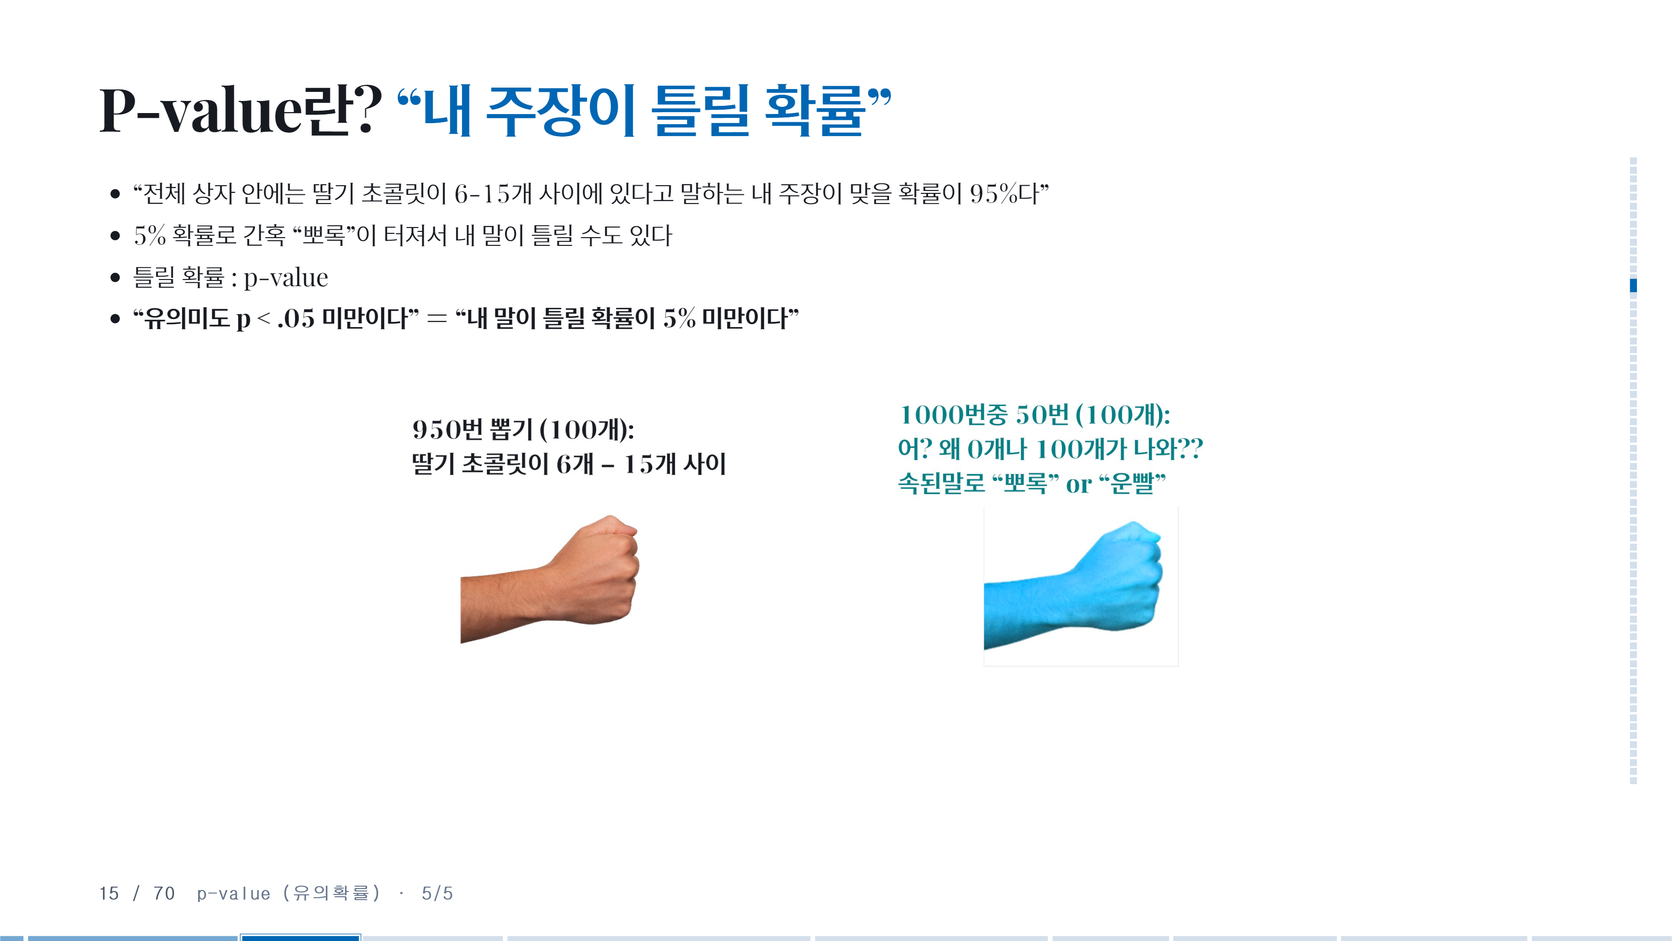 P-value란? “내 주장이 틀릴 확률”
• “전체 상자 안에는 딸기 초콜릿이 6-15개 사이에 있다고 말하는 내 주장이 맞을 확률이 95%다”
• 5% 확률로 간혹 “뽀록”이 터져서 내 말이 틀릴 수도 있다
• 틀릴 확률 : p-value
• “유의미도 p < .05 미만이다” = “내 말이 틀릴 확률이 5% 미만이다”
950번 뽑기 (100개):
딸기 초콜릿이 6개 – 15개 사이
1000번중 50번 (100개):
어? 왜 0개나 100개가 나와??
속된말로 “뽀록” or “운빨”
15 / 70 p-value (유의확률) · 5/5